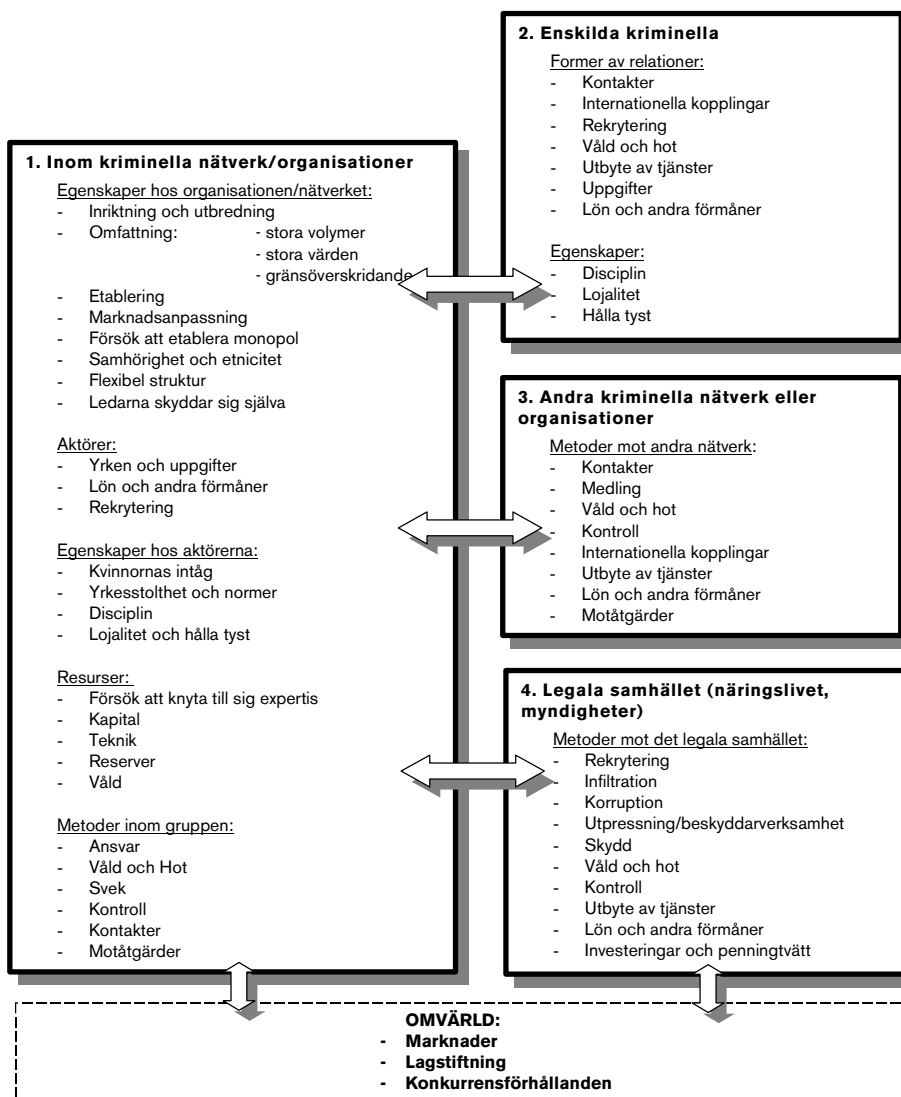 1. Inom kriminella nätverk/organisationer
Egenskaper hos organisationen/nätverket:
- Inriktning och utbredning
- Omfattning: - stora volymer
- stora värden
- gränsöverskridande
- Etablering
- Marknadsanpassning
- Försök att etablera monopol
- Samhörighet och etnicitet
- Flexibel struktur
- Ledarna skyddar sig själva
Aktörer:
- Yrken och uppgifter
- Lön och andra förmåner
- Rekrytering
Egenskaper hos aktörerna:
- Kvinnornas intåg
- Yrkesstolthet och normer
- Disciplin
- Lojalitet och hålla tyst
Resurser:
- Försök att knyta till sig expertis
- Kapital
- Teknik
- Reserver
- Våld
Metoder inom gruppen:
- Ansvar
- Våld och Hot
- Svek
- Kontroll
- Kontakter
- Motåtgärder
2. Enskilda kriminella
Former av relationer:
- Kontakter
- Internationella kopplingar
- Rekrytering
- Våld och hot
- Utbyte av tjänster
- Uppgifter
- Lön och andra förmåner
Egenskaper:
- Disciplin
- Lojalitet
- Hålla tyst
3. Andra kriminella nätverk eller
organisationer
Metoder mot andra nätverk:
- Kontakter
- Medling
- Våld och hot
- Kontroll
- Internationella kopplingar
- Utbyte av tjänster
- Lön och andra förmåner
- Motåtgärder
4. Legala samhället (näringslivet,
myndigheter)
Metoder mot det legala samhället:
- Rekrytering
- Infiltration
- Korruption
- Utpressning/beskyddarverksamhet
- Skydd
- Våld och hot
- Kontroll
- Utbyte av tjänster
- Lön och andra förmåner
- Investeringar och penningtvätt
OMVÄRLD:
- Marknader
- Lagstiftning
- Konkurrensförhållanden